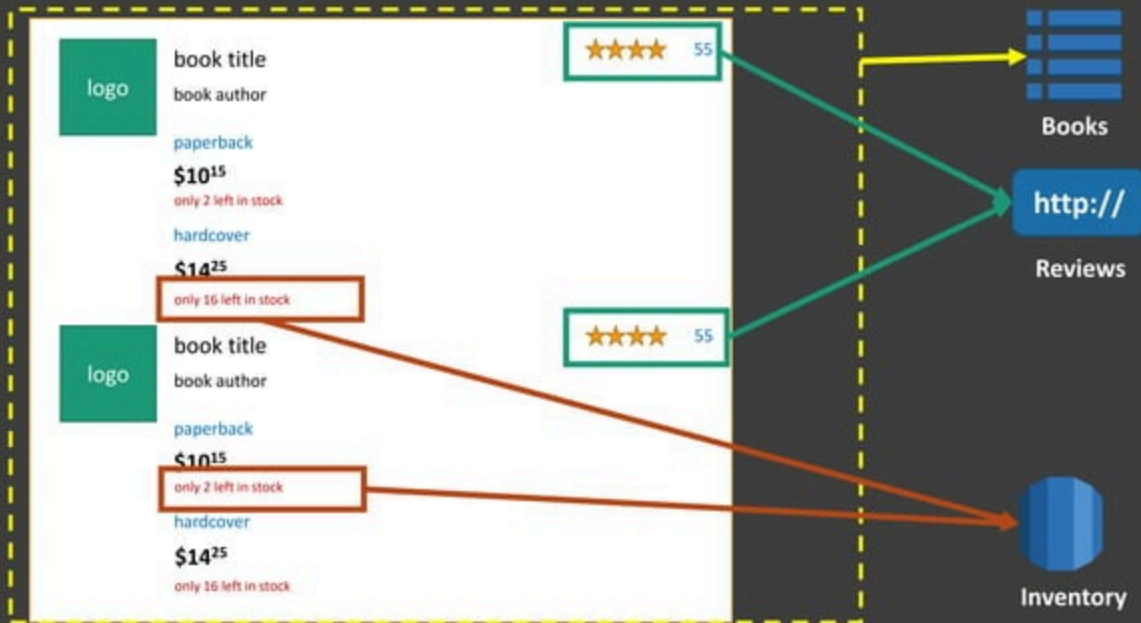 logo
book title
book author
paperback
$10¹⁵
only 2 left in stock
hardcover
$14²⁵
only 16 left in stock
55
logo
book title
book author
paperback
$10¹⁵
only 2 left in stock
hardcover
$14²⁵
only 16 left in stock
55
Books
http://
Reviews
Inventory